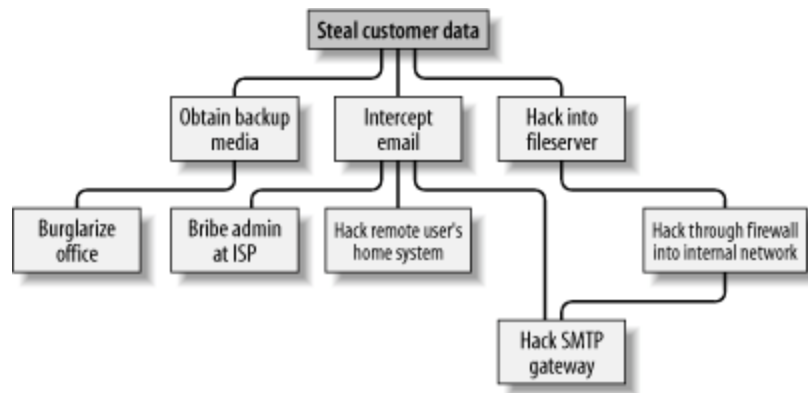 Steal customer data
Obtain backup
media
Intercept
email
Hack into
fileserver
Burglarize
office
Bribe admin
at ISP
Hack remote user's
home system
Hack through firewall
into internal network
Hack SMTP
gateway